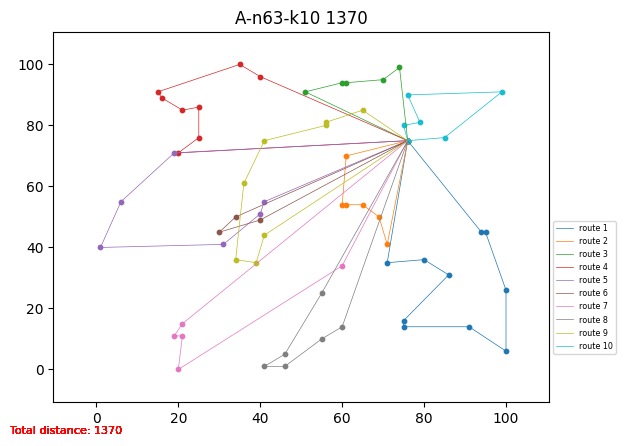 A-n63-k10 1370
100
80
60
40
20
0
0
20
40
60
80
100
route 1
route 2
route 3
route 4
route 5
route 6
route 7
route 8
route 9
route 10
Total distance: 1370